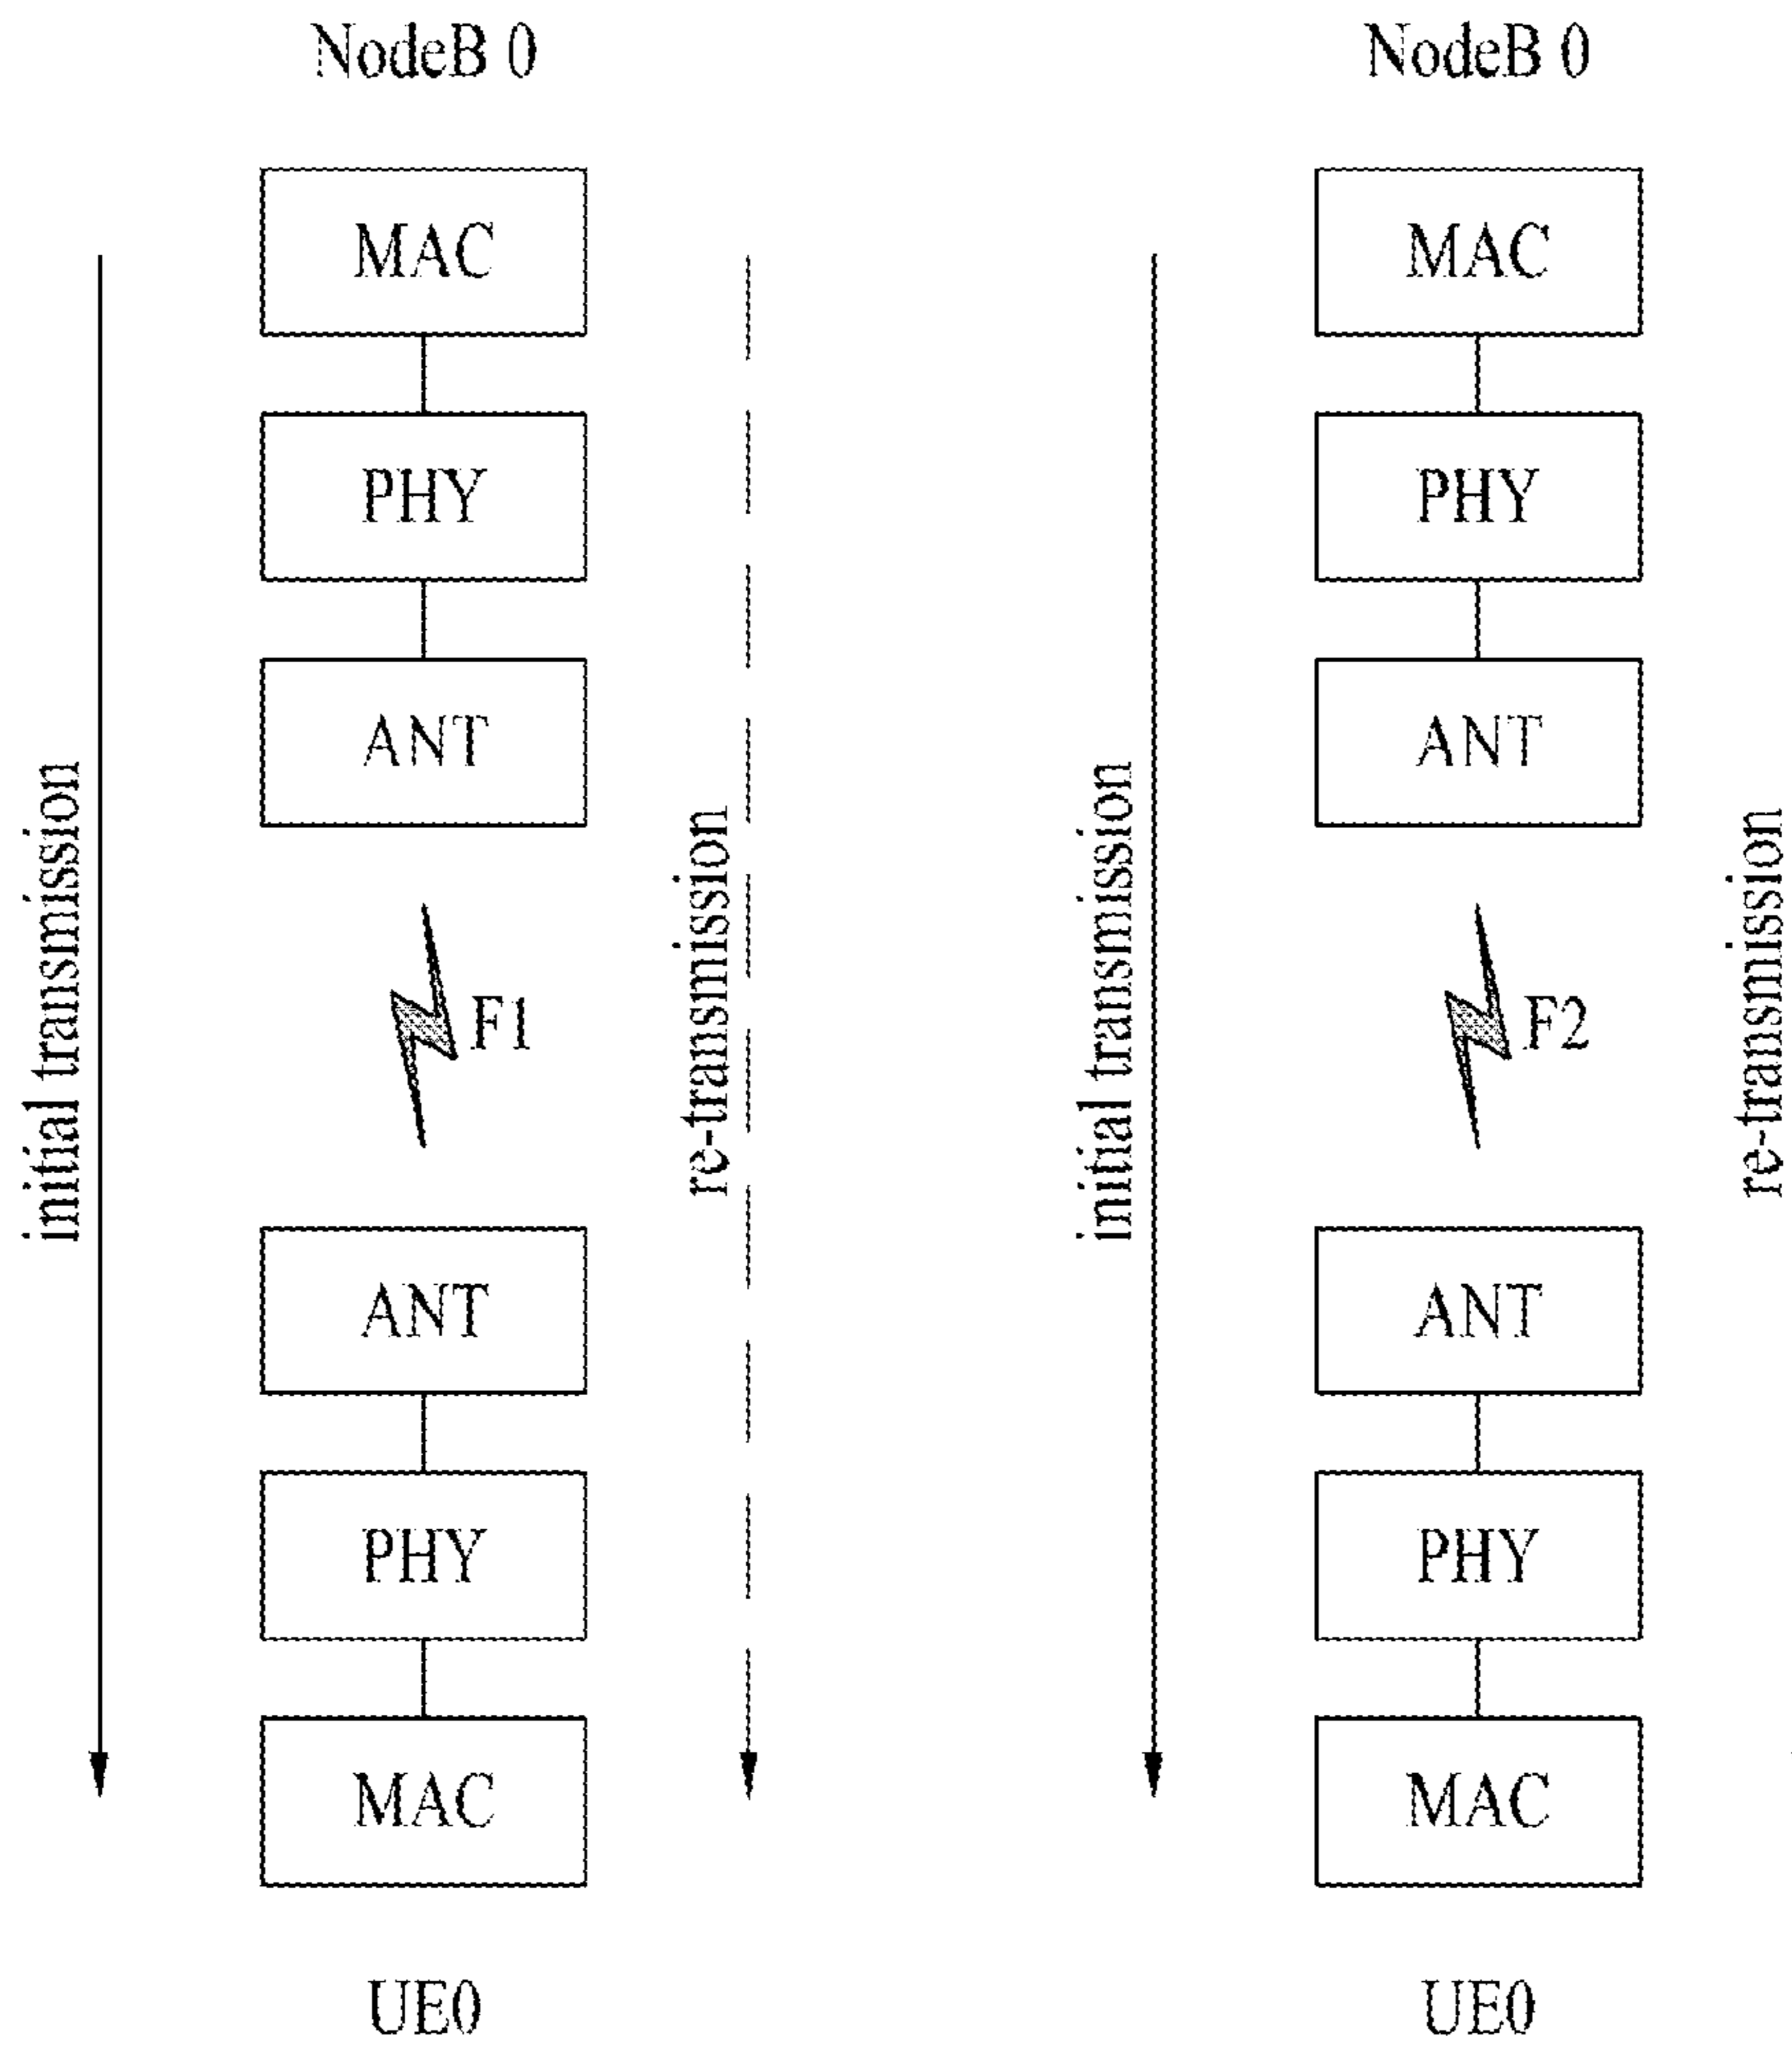 NodeB 0
MAC
PHY
ANT
initial transmission
F1
re-transmission
ANT
PHY
MAC
UE0
NodeB 0
MAC
PHY
ANT
initial transmission
F2
re-transmission
ANT
PHY
MAC
UE0